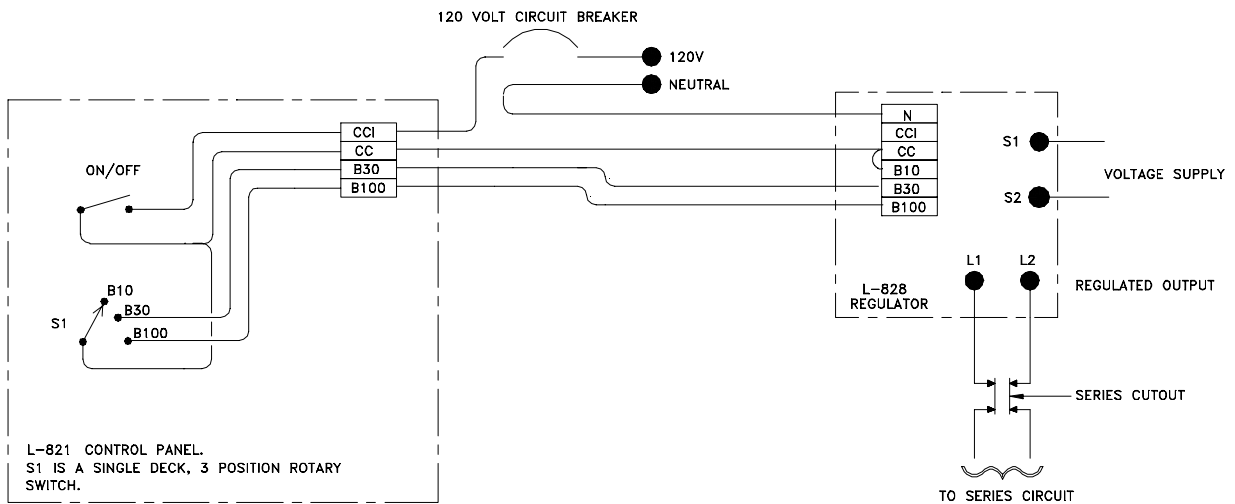 120 VOLT CIRCUIT BREAKER
120V
NEUTRAL
ON/OFF
CCI
CC
B30
B100
N
CCI
CC
B10
B30
B100
S1
S2
VOLTAGE SUPPLY
L1
L2
L-828
REGULATOR
REGULATED OUTPUT
B10
B30
S1
B100
SERIES CUTOUT
L-821 CONTROL PANEL.
S1 IS A SINGLE DECK, 3 POSITION ROTARY
SWITCH.
TO SERIES CIRCUIT